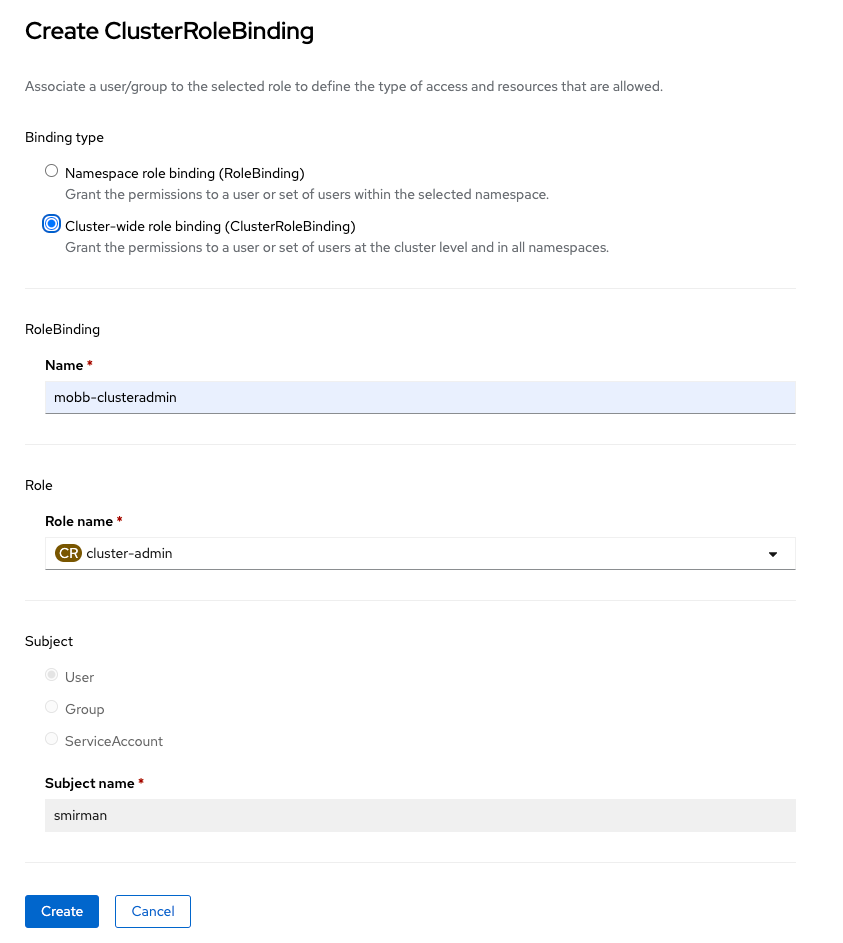 Create ClusterRoleBinding
Associate a user/group to the selected role to define the type of access and resources that are allowed.
Binding type
Namespace role binding (RoleBinding)
Grant the permissions to a user or set of users within the selected namespace.
Cluster-wide role binding (ClusterRoleBinding)
Grant the permissions to a user or set of users at the cluster level and in all namespaces.
RoleBinding
Name *
mobb-clusteradmin
Role
Role name *
CR cluster-admin
Subject
User
Group
ServiceAccount
Subject name *
smirman
Create Cancel